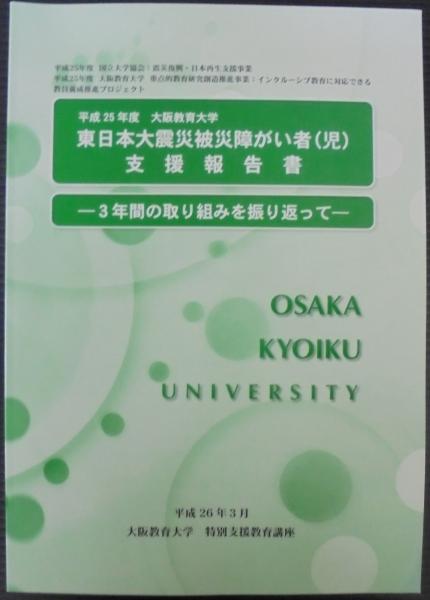 平成25年度 国立大学協会：震災復興・日本再生支援事業
平成25年度 大阪教育大学 重点的教育研究創造推進事業：インクルーシブ教育に対応できる
教員養成推進プロジェクト
平成25年度 大阪教育大学
東日本大震災被災障がい者(児)
支援報告書
―3年間の取り組みを振り返って―
OSAKA
KYOIKU
UNIVERSITY
平成26年3月
大阪教育大学 特別支援教育講座